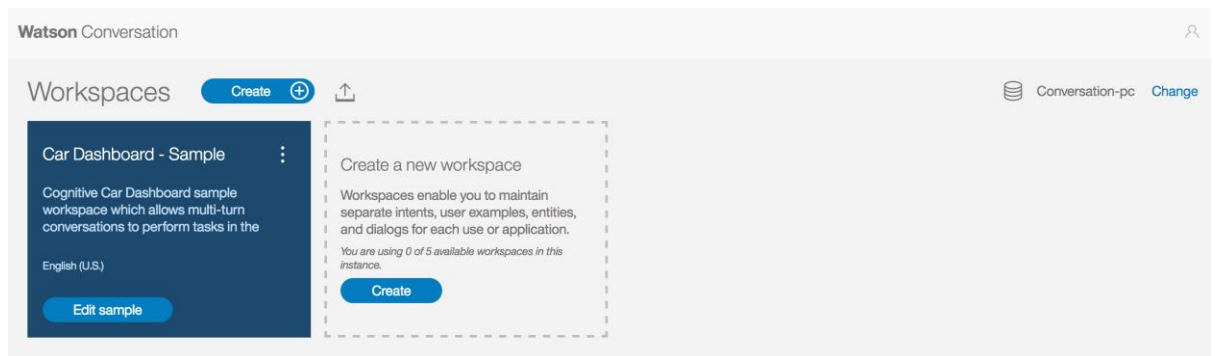 Watson Conversation
Workspaces
Create
Conversation-pc
Change
Car Dashboard - Sample
Cognitive Car Dashboard sample
workspace which allows multi-turn
conversations to perform tasks in the
English (U.S.)
Edit sample
Create a new workspace
Workspaces enable you to maintain
separate intents, user examples, entities,
and dialogs for each use or application.
You are using 0 of 5 available workspaces in this
instance.
Create